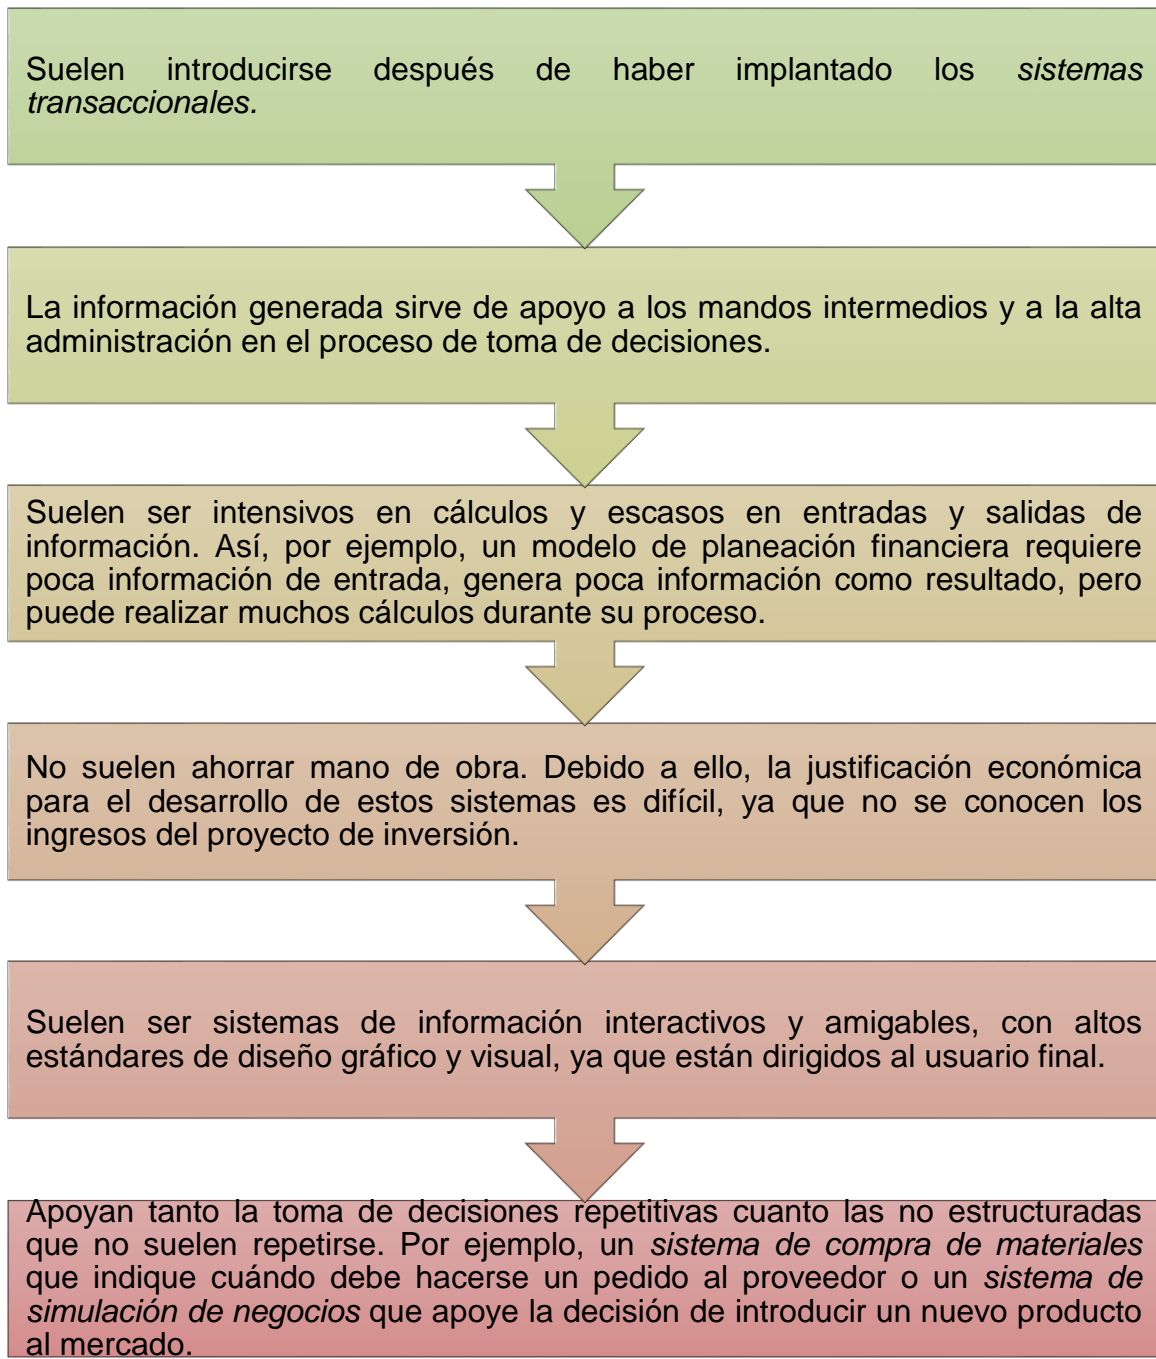 Suelen introducirse después de haber implantado los sistemas
transaccionales.
La información generada sirve de apoyo a los mandos intermedios y a la alta
administración en el proceso de toma de decisiones.
Suelen ser intensivos en cálculos y escasos en entradas y salidas de
información. Así, por ejemplo, un modelo de planeación financiera requiere
poca información de entrada, genera poca información como resultado, pero
puede realizar muchos cálculos durante su proceso.
No suelen ahorrar mano de obra. Debido a ello, la justificación económica
para el desarrollo de estos sistemas es difícil, ya que no se conocen los
ingresos del proyecto de inversión.
Suelen ser sistemas de información interactivos y amigables, con altos
estándares de diseño gráfico y visual, ya que están dirigidos al usuario final.
Apoyan tanto la toma de decisiones repetitivas cuanto las no estructuradas
que no suelen repetirse. Por ejemplo, un sistema de compra de materiales
que indique cuándo debe hacerse un pedido al proveedor o un sistema de
simulación de negocios que apoye la decisión de introducir un nuevo producto
al mercado.